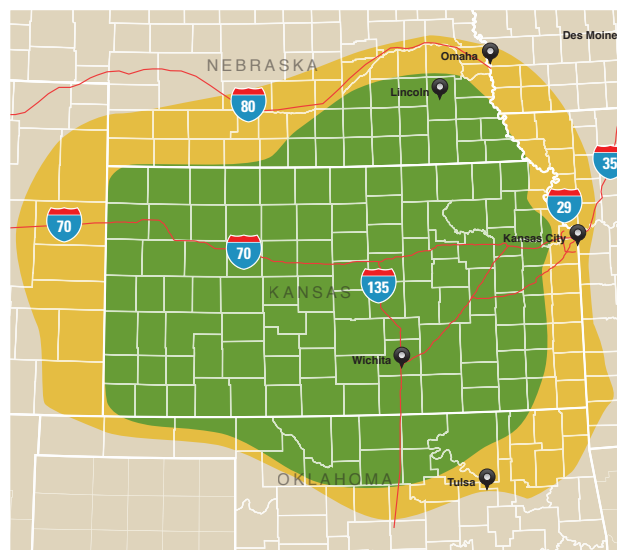 Des Moine
Omaha
NEBRASKA
Lincoln
80
35
29
70
70
Kansas City
135
KANSAS
Wichita
OKLAHOMA
Tulsa